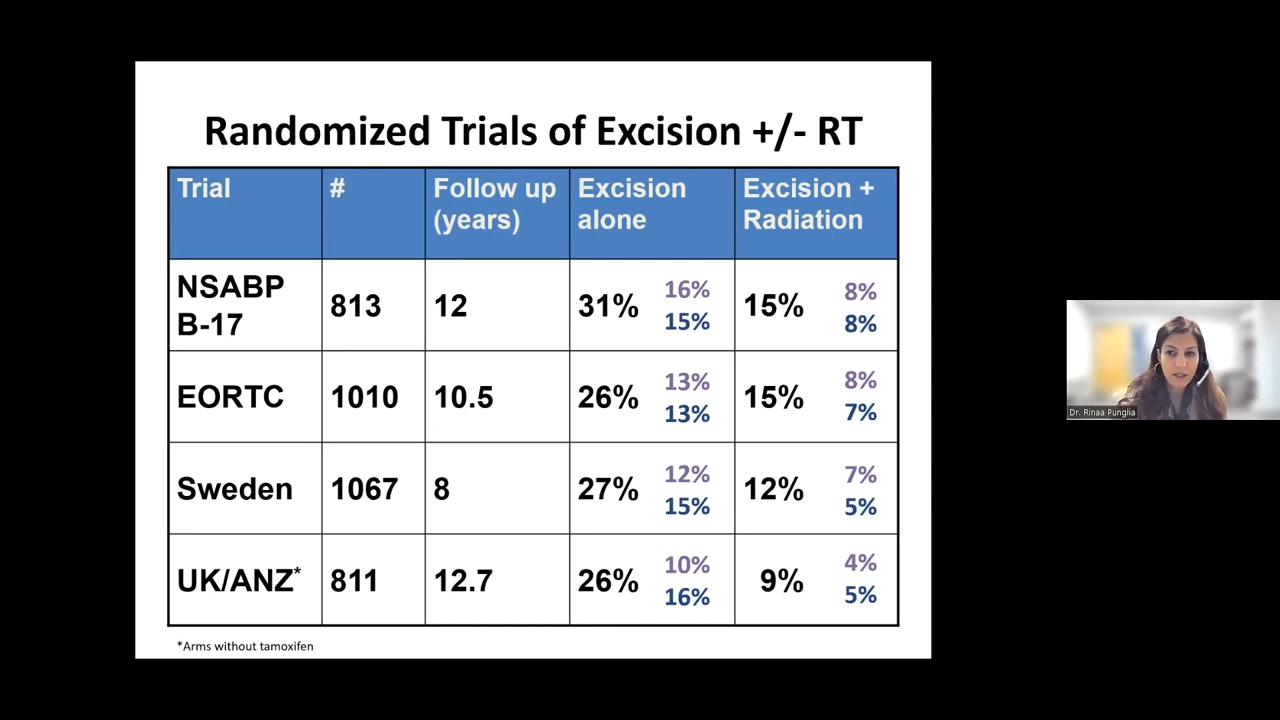 Randomized Trials of Excision +/- RT
Trial
#
Follow up
(years)
Excision
alone
Excision +
Radiation
NSABP
B-17
813
12
31%
16%
15%
15%
8%
8%
EORTC
1010
10.5
26%
13%
13%
15%
8%
7%
Sweden
1067
8
27%
12%
15%
12%
7%
5%
UK/ANZ*
811
12.7
26%
10%
16%
9%
4%
5%
*Arms without tamoxifen
Dr. Rinaa Punglia